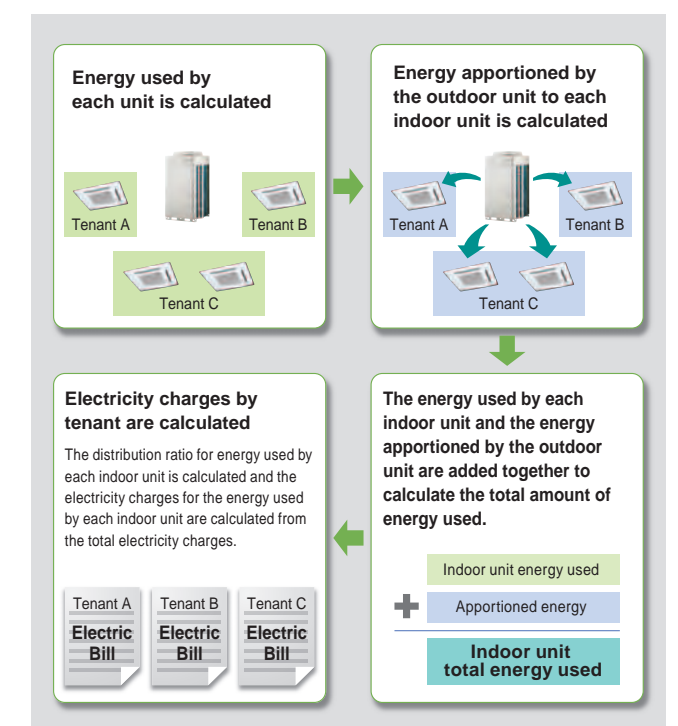 Energy used by
each unit is calculated
Tenant A
Tenant B
Tenant C
Energy apportioned by
the outdoor unit to each
indoor unit is calculated
Tenant A
Tenant B
Tenant C
The energy used by each
indoor unit and the energy
apportioned by the outdoor
unit are added together to
calculate the total amount of
energy used.
Indoor unit energy used
+ Apportioned energy
Indoor unit
total energy used
Electricity charges by
tenant are calculated
The distribution ratio for energy used by
each indoor unit is calculated and the
electricity charges for the energy used
by each indoor unit are calculated from
the total electricity charges.
Tenant A
Electric
Bill
Tenant B
Electric
Bill
Tenant C
Electric
Bill